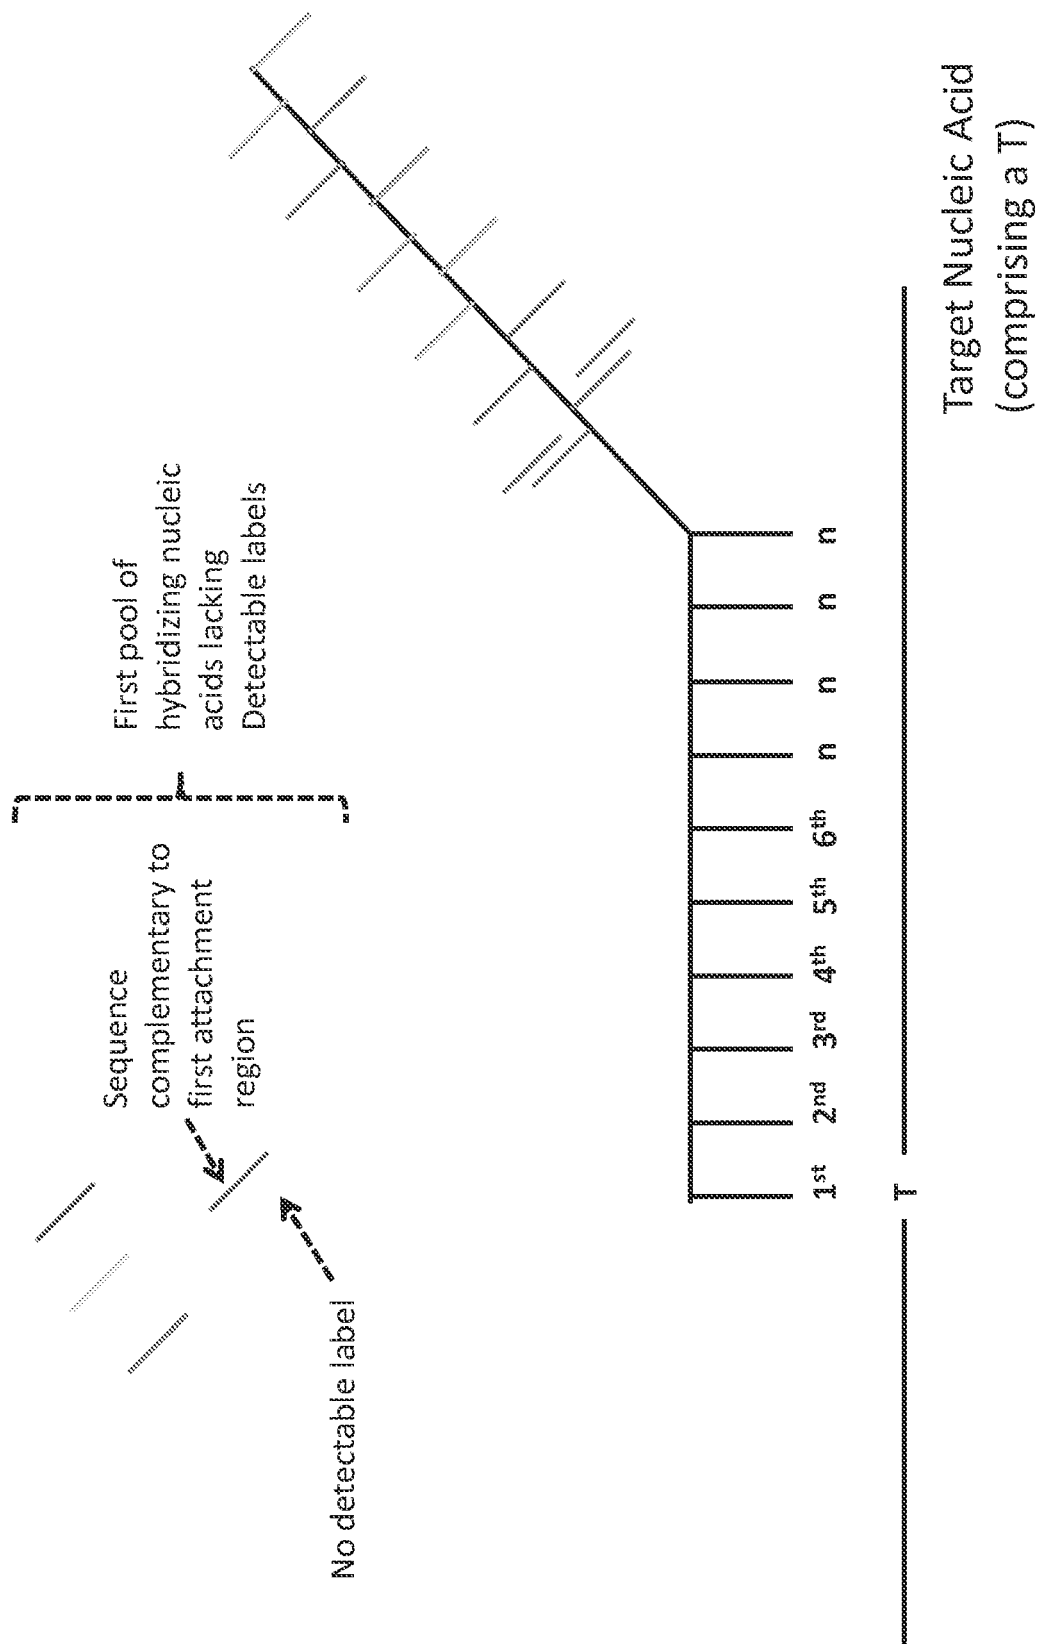 Sequence
complementary to
first attachment
region
First pool of
hybridizing nucleic
acids lacking
Detectable labels
No detectable label
1st 2nd 3rd 4th 5th 6th n n n n
T
Target Nucleic Acid
(comprising a T)